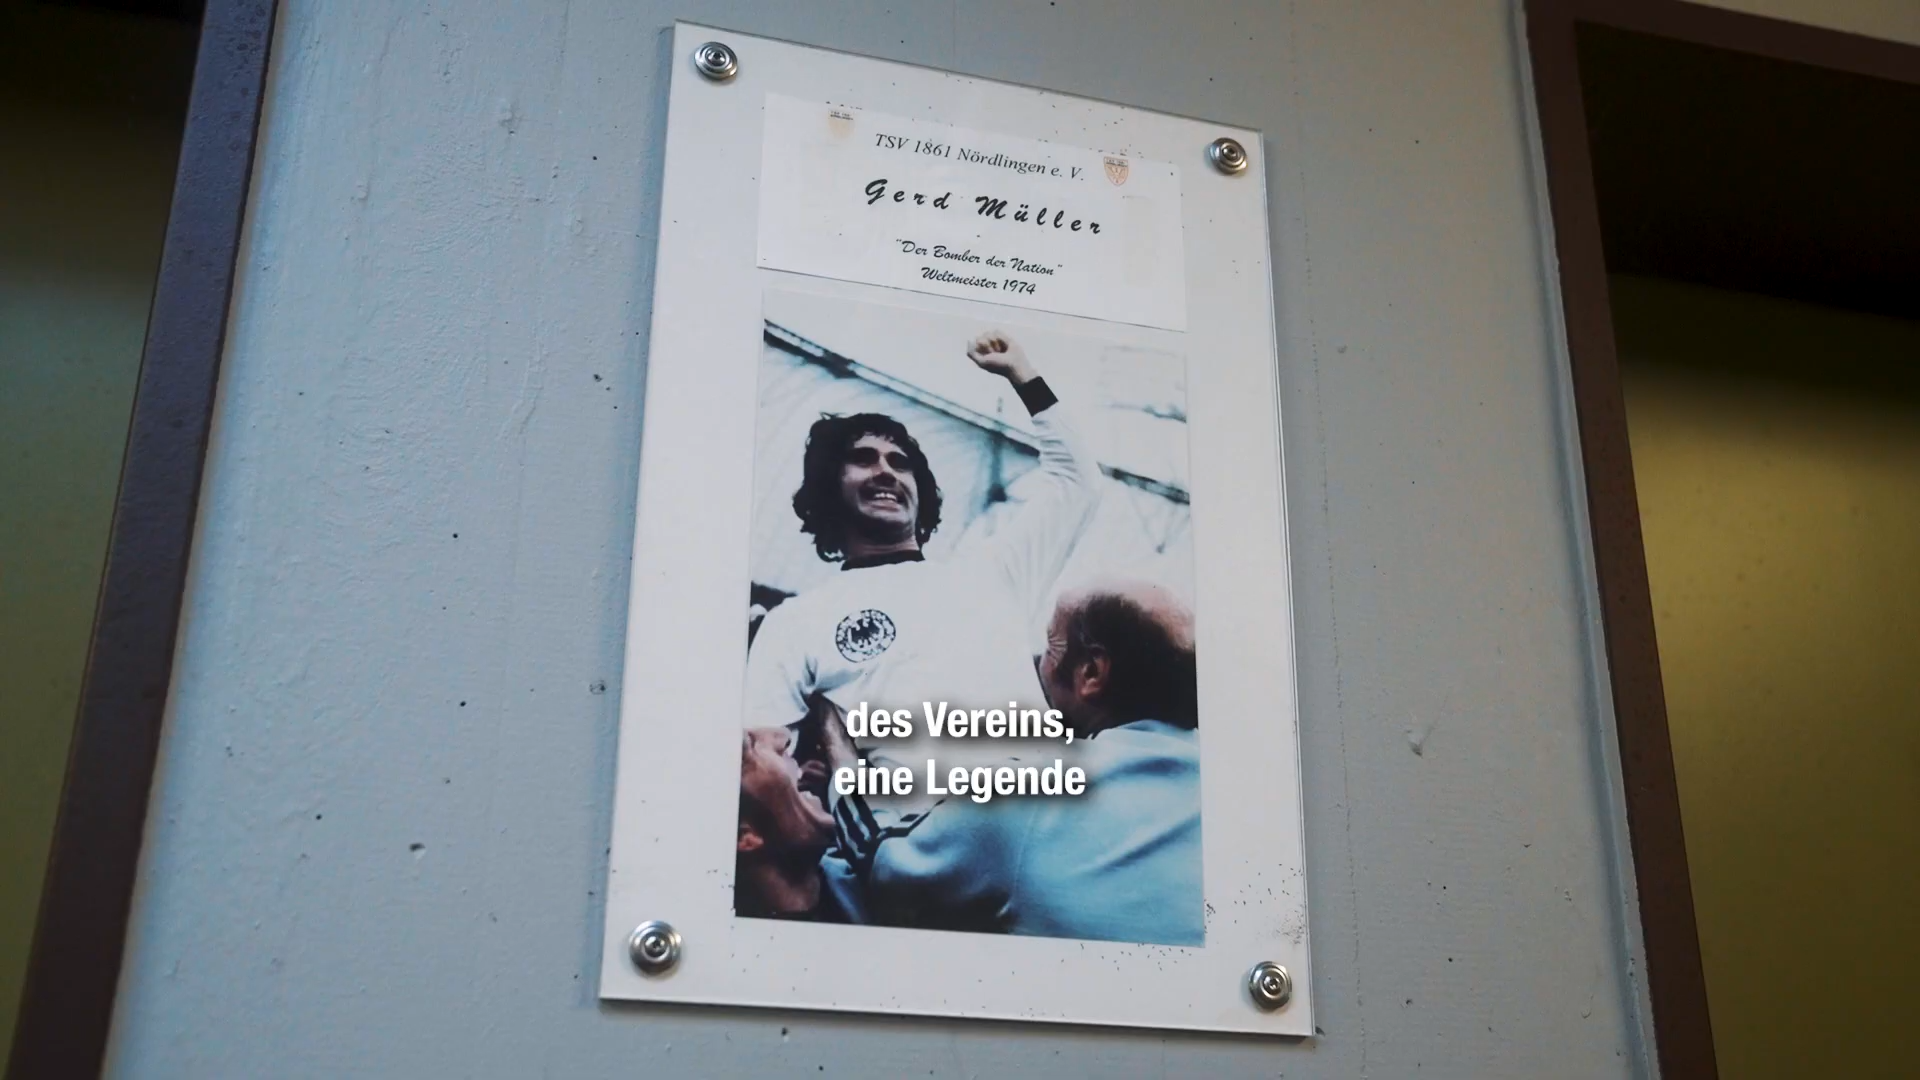 TSV 1861 Nördlingen e. V.
Gerd Müller
"Der Bomber der Nation"
Weltmeister 1974
des Vereins,
eine Legende